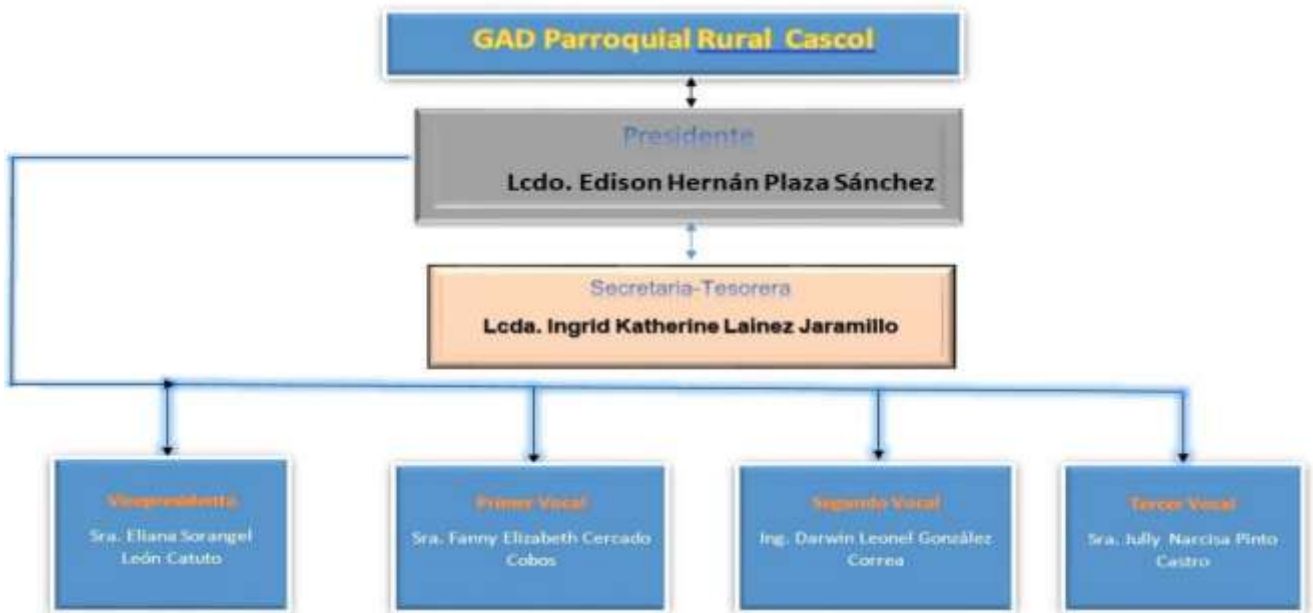 GAD Parroquial Rural Cascol
Presidente
Lcdo. Edison Hernán Plaza Sánchez
Secretaria-Tesorera
Lcda. Ingrid Katherine Lainez Jaramillo
Vicepresidenta
Sra. Eliana Sorangel
León Catuto
Primer Vocal
Sra. Fanny Elizabeth Cercado
Cobos
Segundo Vocal
Ing. Darwin Leonel González
Correa
Tercer Vocal
Sra. Jully Narcisa Pinto
Castro